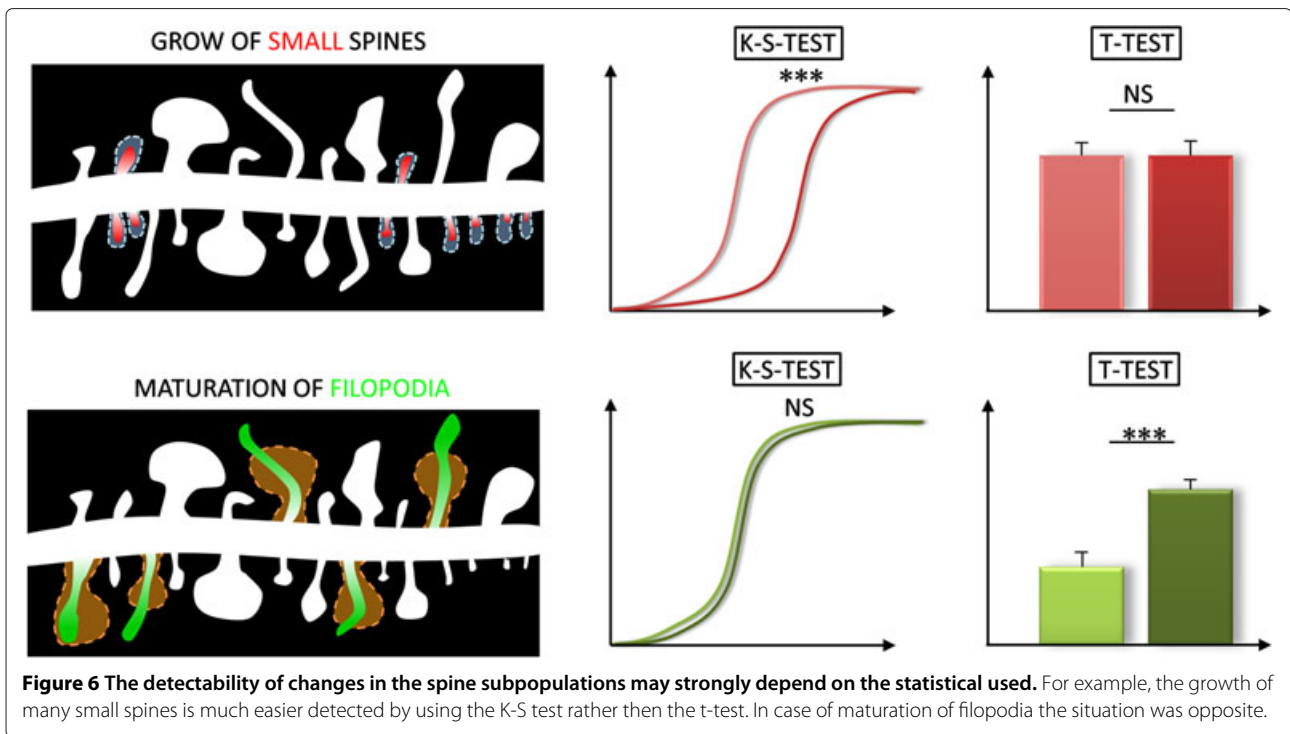 GROW OF SMALL SPINES
K-S-TEST
***
T-TEST
NS
MATURATION OF FILOPODIA
K-S-TEST
NS
T-TEST
***
Figure 6 The detectability of changes in the spine subpopulations may strongly depend on the statistical used. For example, the growth of
many small spines is much easier detected by using the K-S test rather then the t-test. In case of maturation of filopodia the situation was opposite.